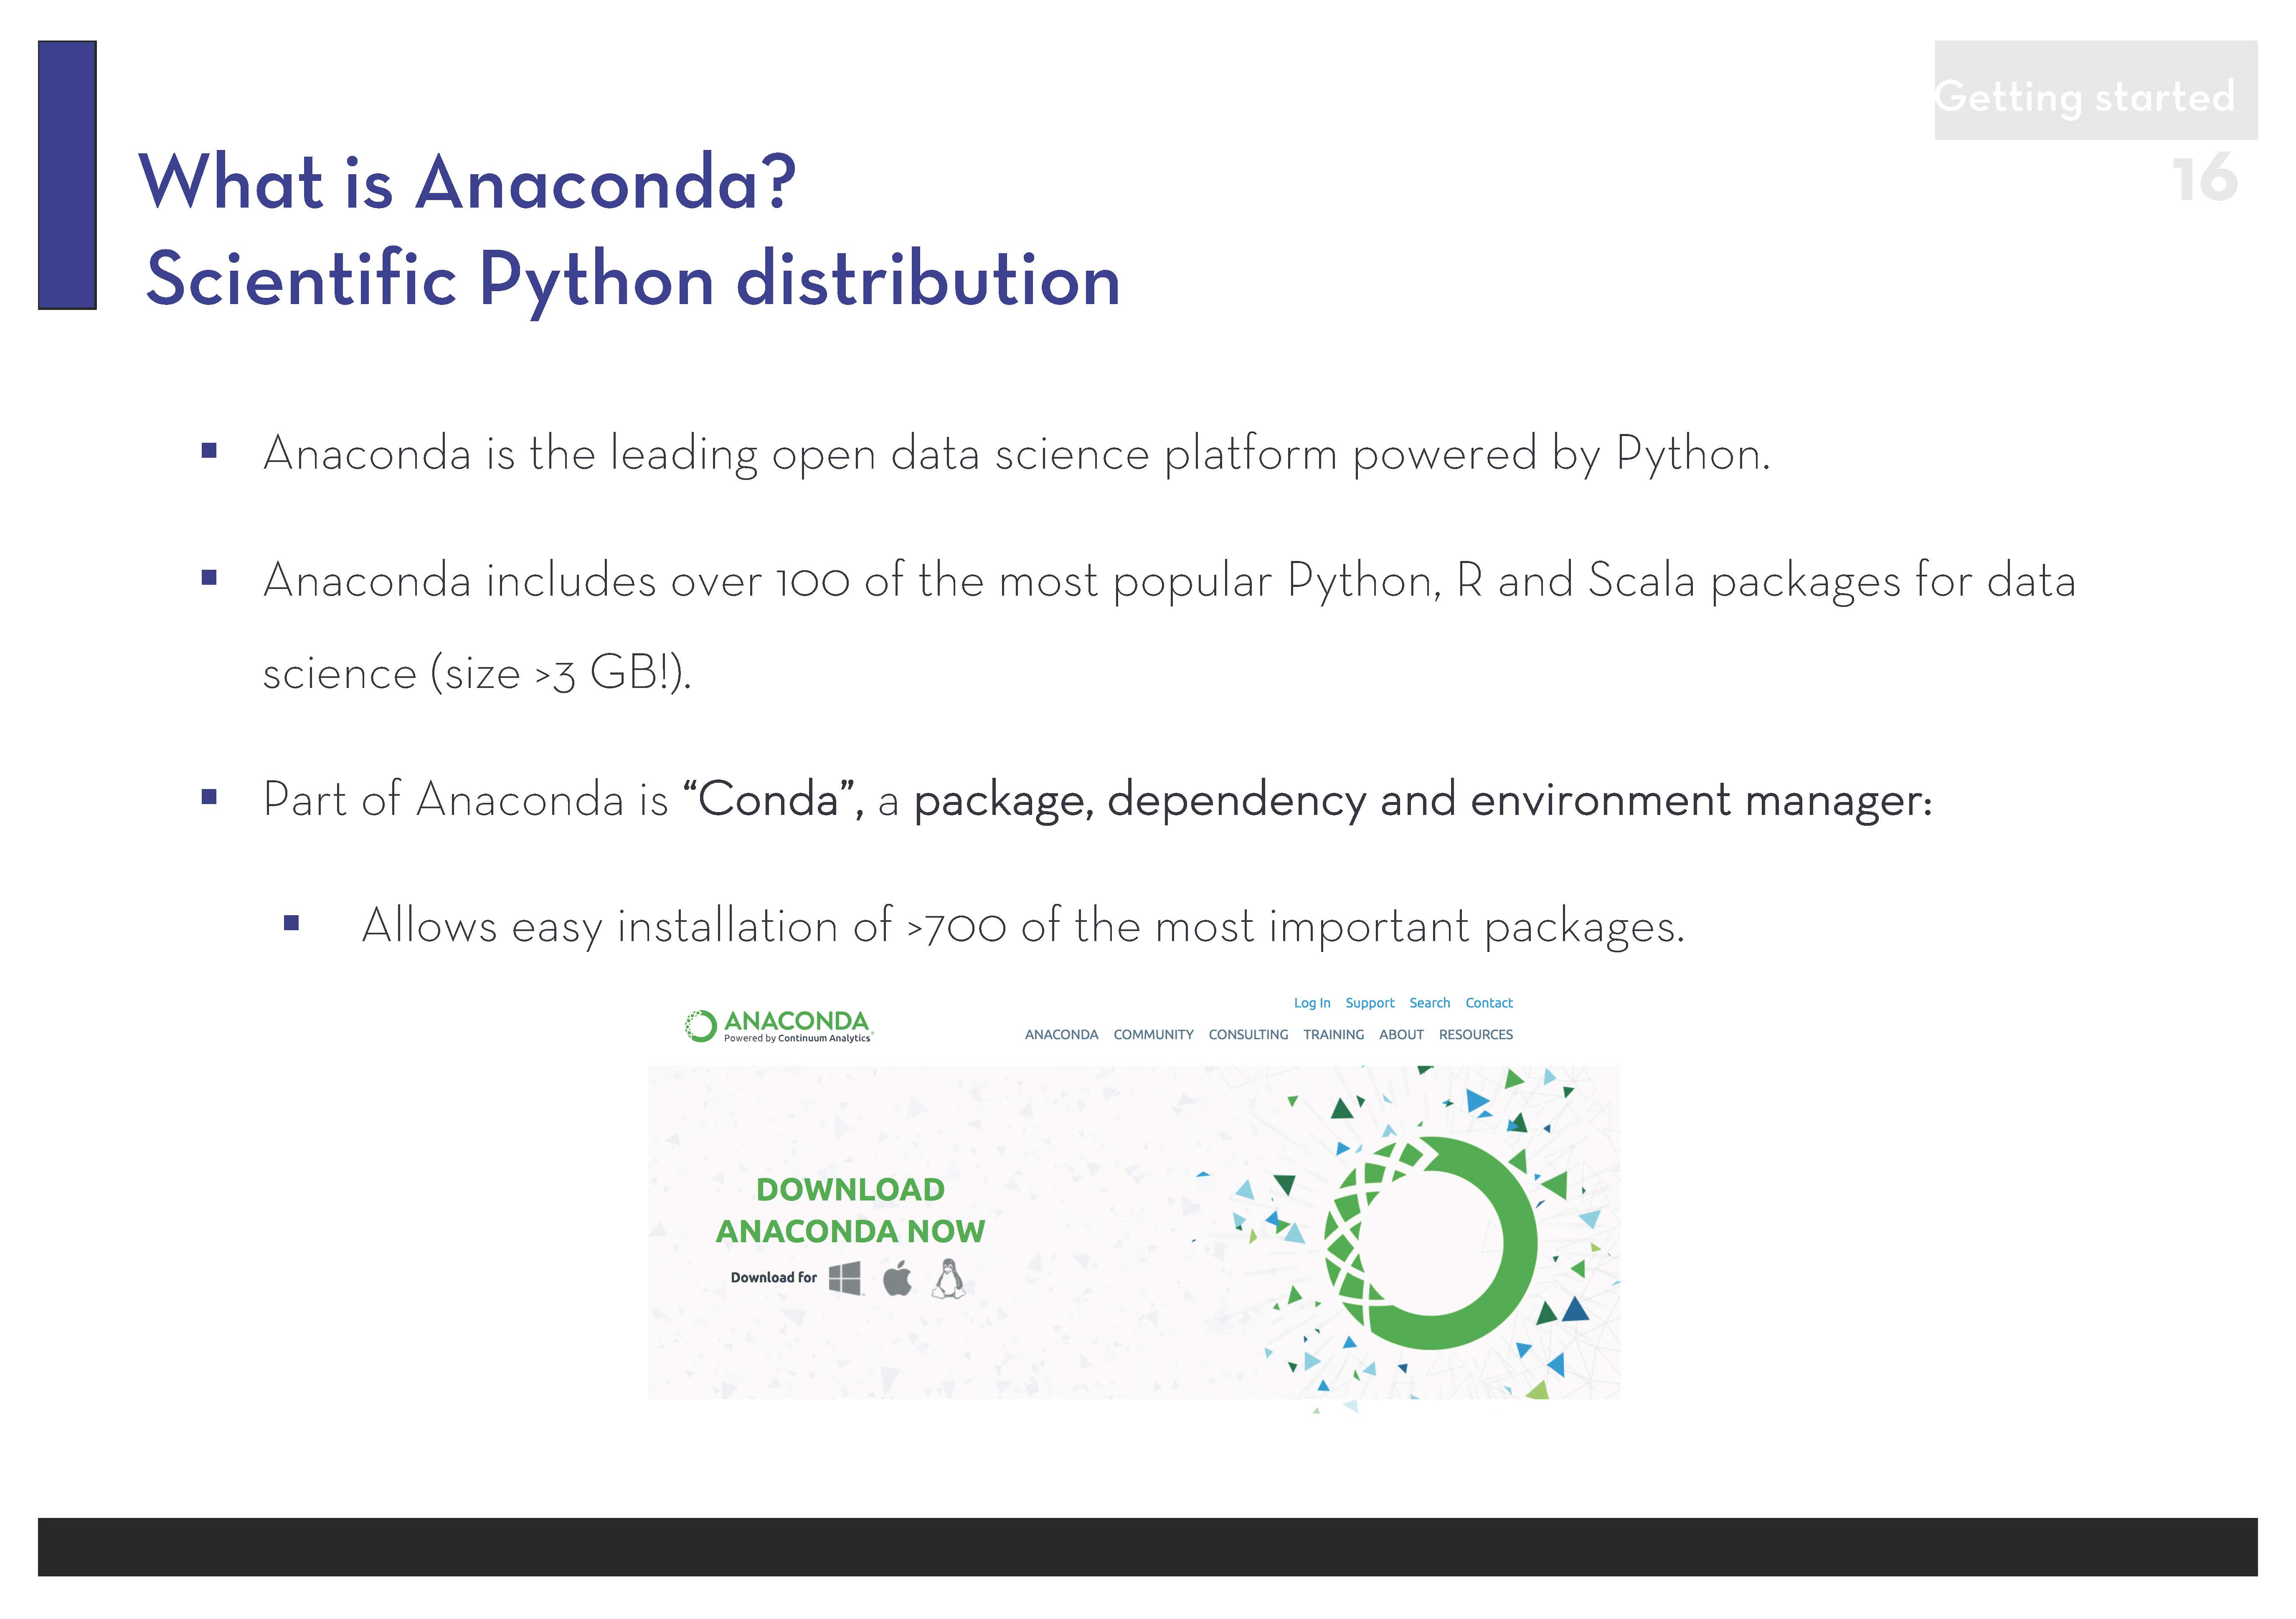 Getting started
16
What is Anaconda?
Scientific Python distribution
▪ Anaconda is the leading open data science platform powered by Python.
▪ Anaconda includes over 100 of the most popular Python, R and Scala packages for data
science (size >3 GB!).
▪ Part of Anaconda is “Conda”, a package, dependency and environment manager:
▪ Allows easy installation of >700 of the most important packages.
Log In Support Search Contact
ANACONDA
Powered by Continuum Analytics®
ANACONDA COMMUNITY CONSULTING TRAINING ABOUT RESOURCES
DOWNLOAD
ANACONDA NOW
Download for